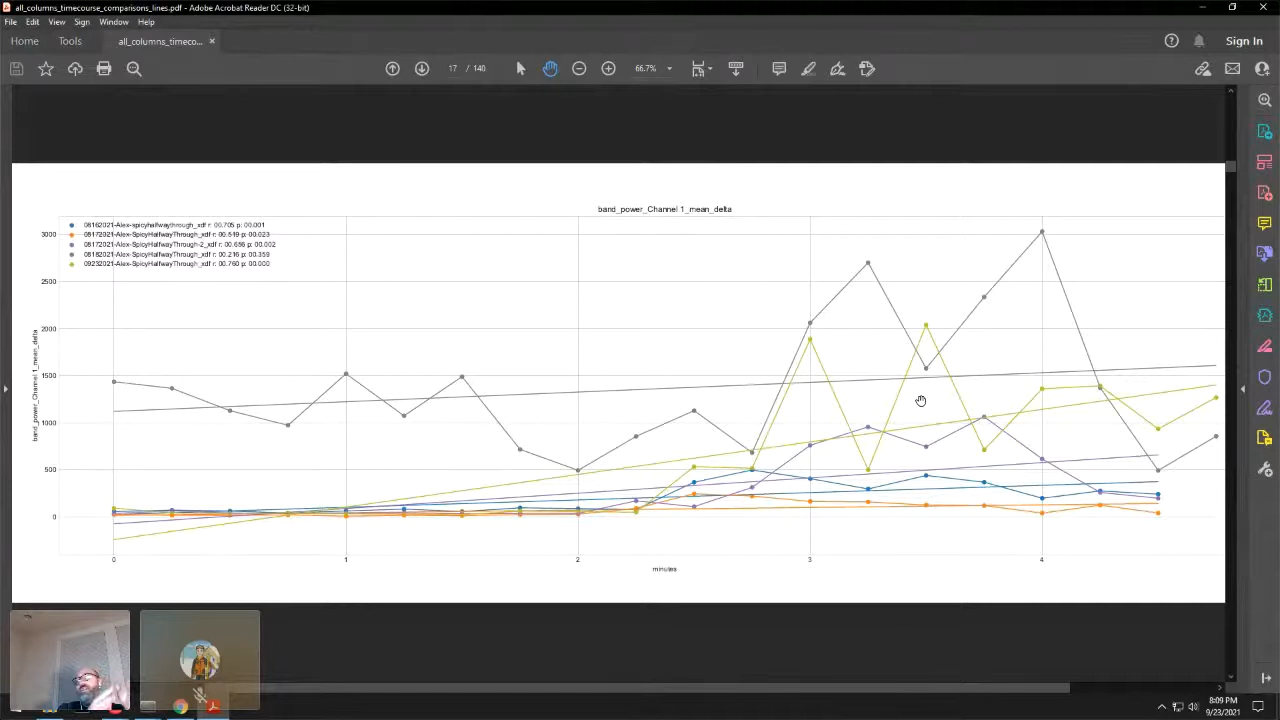 all_columns_timecourse_comparisons_lines.pdf - Adobe Acrobat Reader DC (32-bit)
File Edit View Sign Window Help
Home Tools all_columns_timeco... Sign In
17 / 140 66.7%
band_power_Channel 1_mean_delta
08162021-Alex-spicyhalfwaythrough_xdf r: 00.705 p: 00.001
08172021-Alex-SpicyHalfwayThrough_xdf r: 00.519 p: 00.023
08172021-Alex-SpicyHalfwayThrough-2_xdf r: 00.656 p: 00.002
08182021-Alex-SpicyHalfWayThrough_xdf r: 00.216 p: 00.359
09232021-Alex-SpicyHalfWayThrough_xdf r: 00.760 p: 00.000
3000
2500
2000
1500
1000
500
0
band_power_Channel 1_mean_delta
0 1 2 3 4
minutes
8:09 PM
9/23/2021